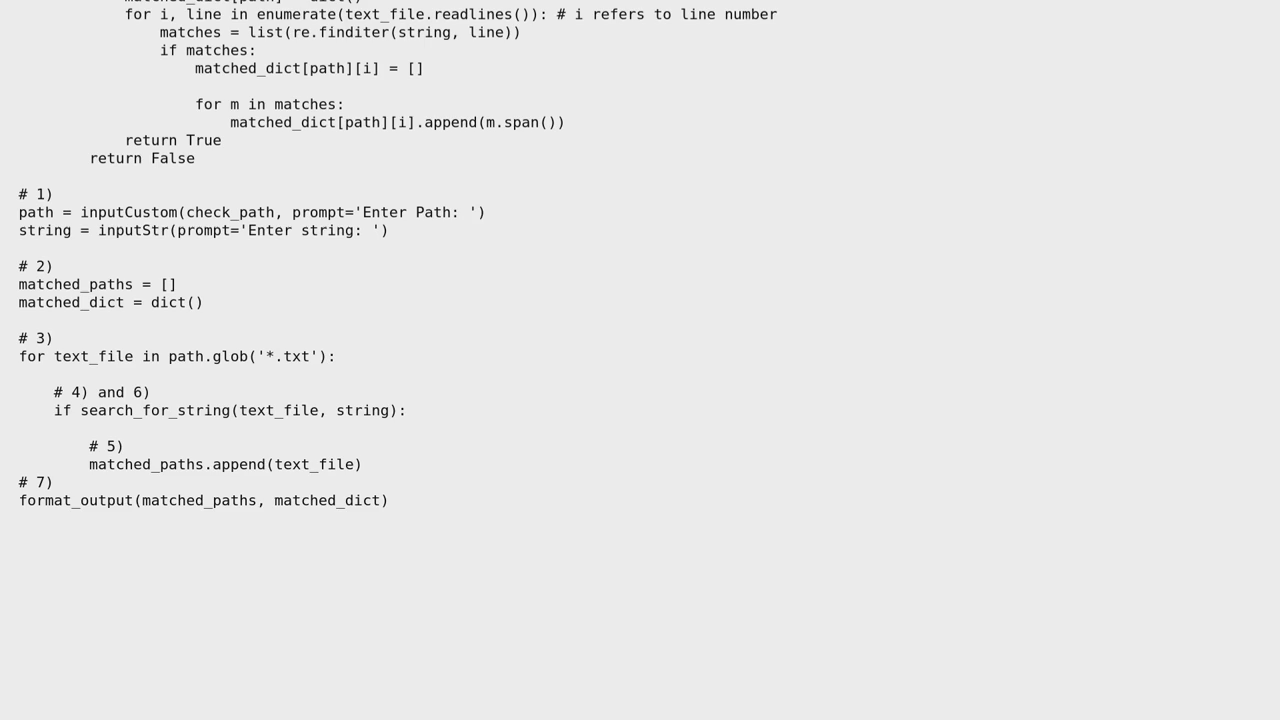 matched_dict[path] = dict()
            for i, line in enumerate(text_file.readlines()): # i refers to line number
                matches = list(re.finditer(string, line))
                if matches:
                    matched_dict[path][i] = []

                    for m in matches:
                        matched_dict[path][i].append(m.span())
            return True
        return False

# 1)
path = inputCustom(check_path, prompt='Enter Path: ')
string = inputStr(prompt='Enter string: ')

# 2)
matched_paths = []
matched_dict = dict()

# 3)
for text_file in path.glob('*.txt'):

    # 4) and 6)
    if search_for_string(text_file, string):

        # 5)
        matched_paths.append(text_file)
# 7)
format_output(matched_paths, matched_dict)